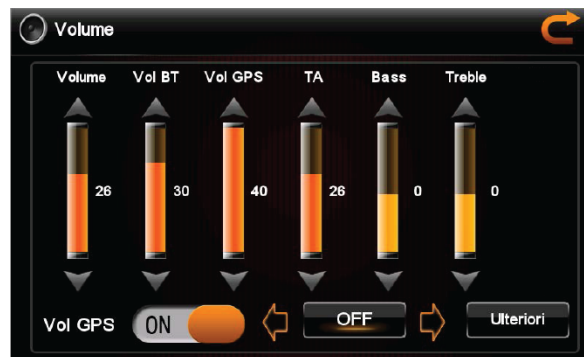 Volume
Volume Vol BT Vol GPS TA Bass Treble
26 30 40 26 0 0
Vol GPS ON OFF Ulteriori